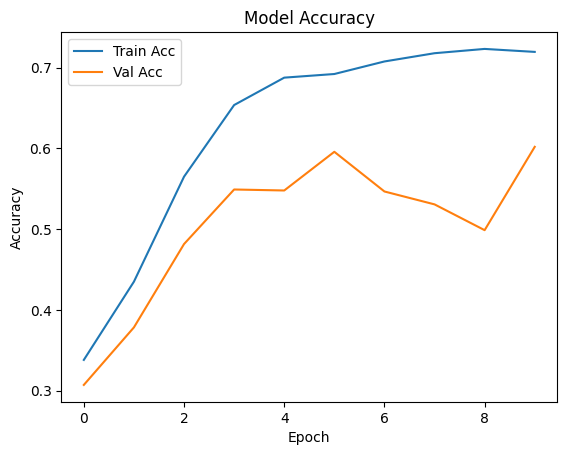 Model Accuracy
Train Acc
Val Acc
Accuracy
0.7
0.6
0.5
0.4
0.3
0 2 4 6 8
Epoch